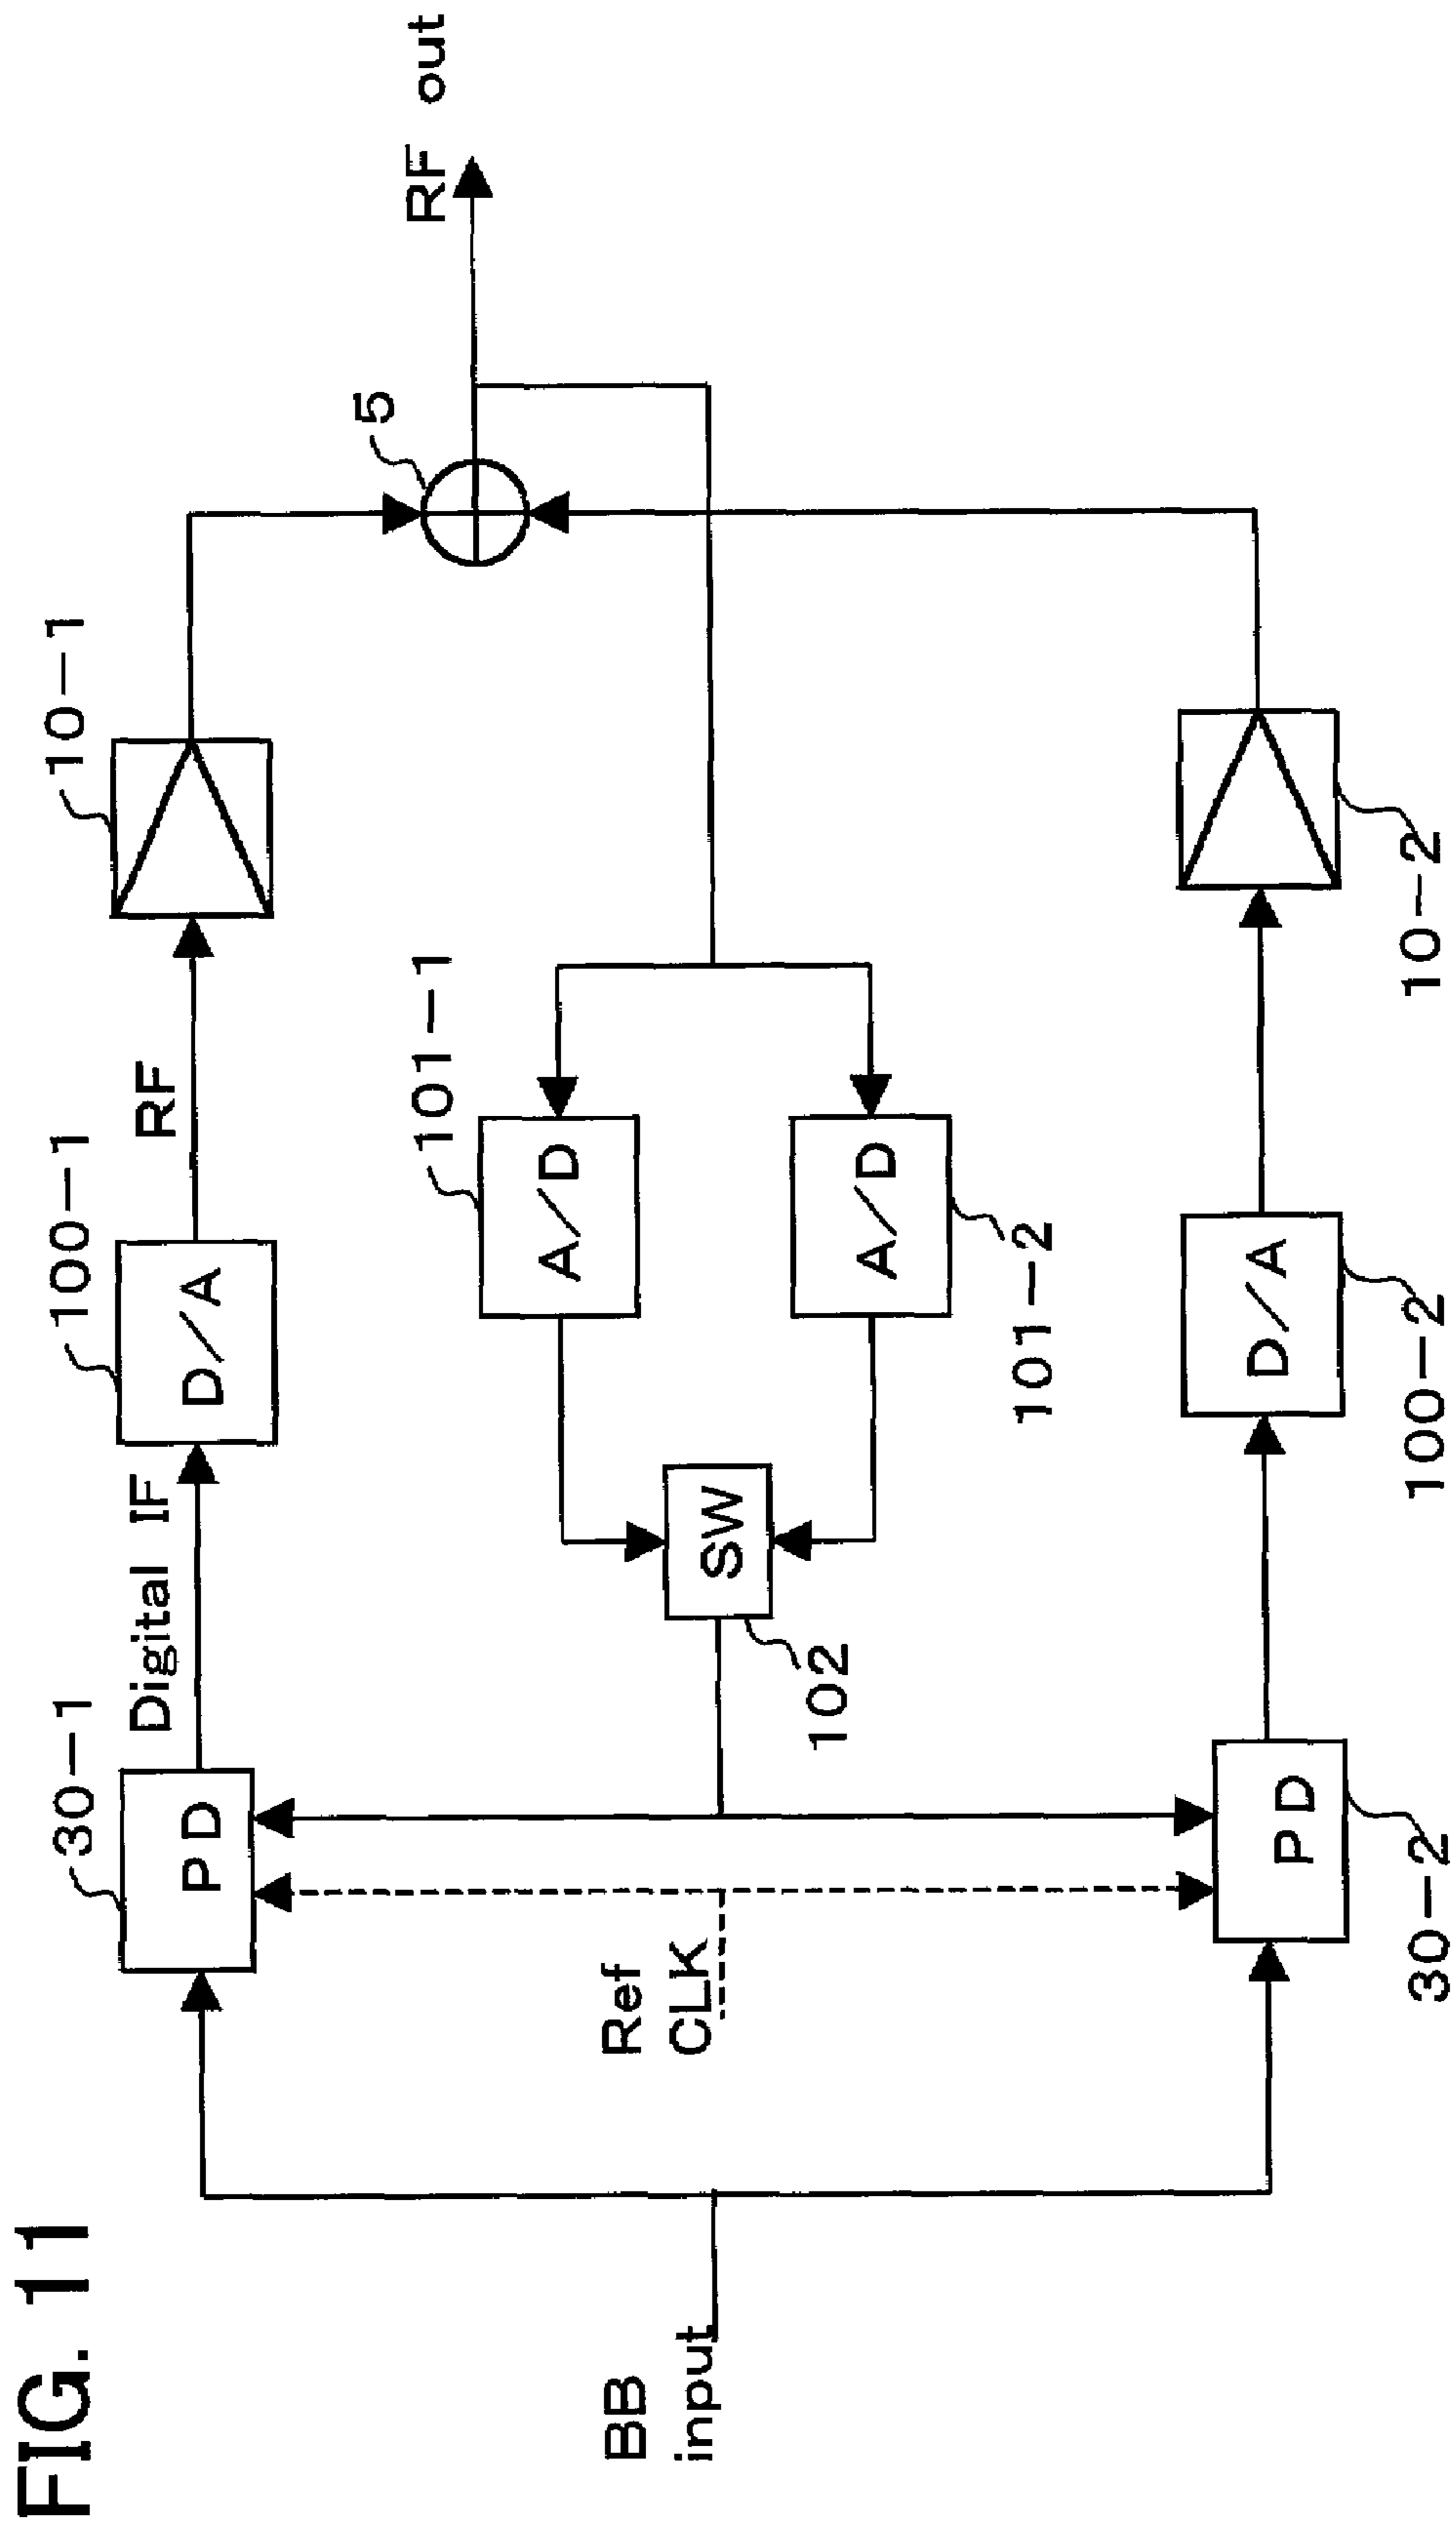 FIG. 11
BB
input
30-1
PD
Digital IF
100-1
D/A
RF
10-1
5
RF out
Ref
CLK
SW
102
101-1
A/D
A/D
101-2
PD
30-2
D/A
100-2
10-2